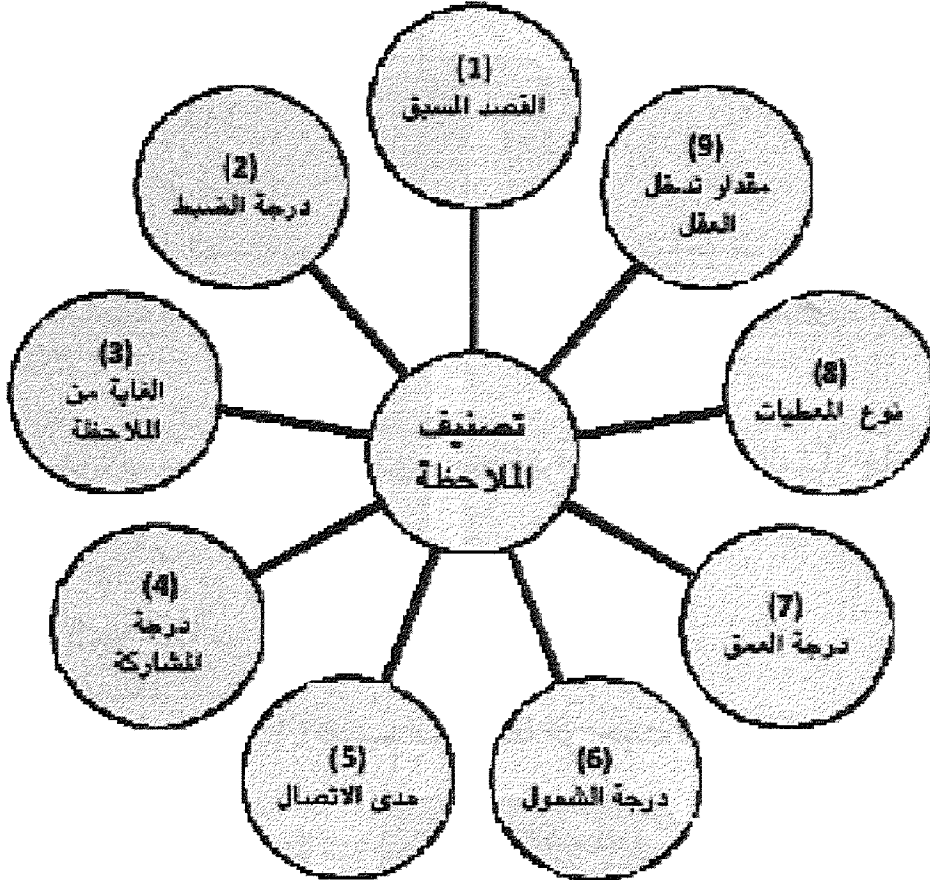 تصنيف
الملاحظة
(1)
القصد المسبق
(2)
درجة الضبط
(3)
الغاية من
الملاحظة
(4)
درجة
المشاركة
(5)
مدى الاتصال
(6)
درجة الشمول
(7)
درجة العمق
(8)
نوع المعطيات
(9)
مقدار تدخل
العقل